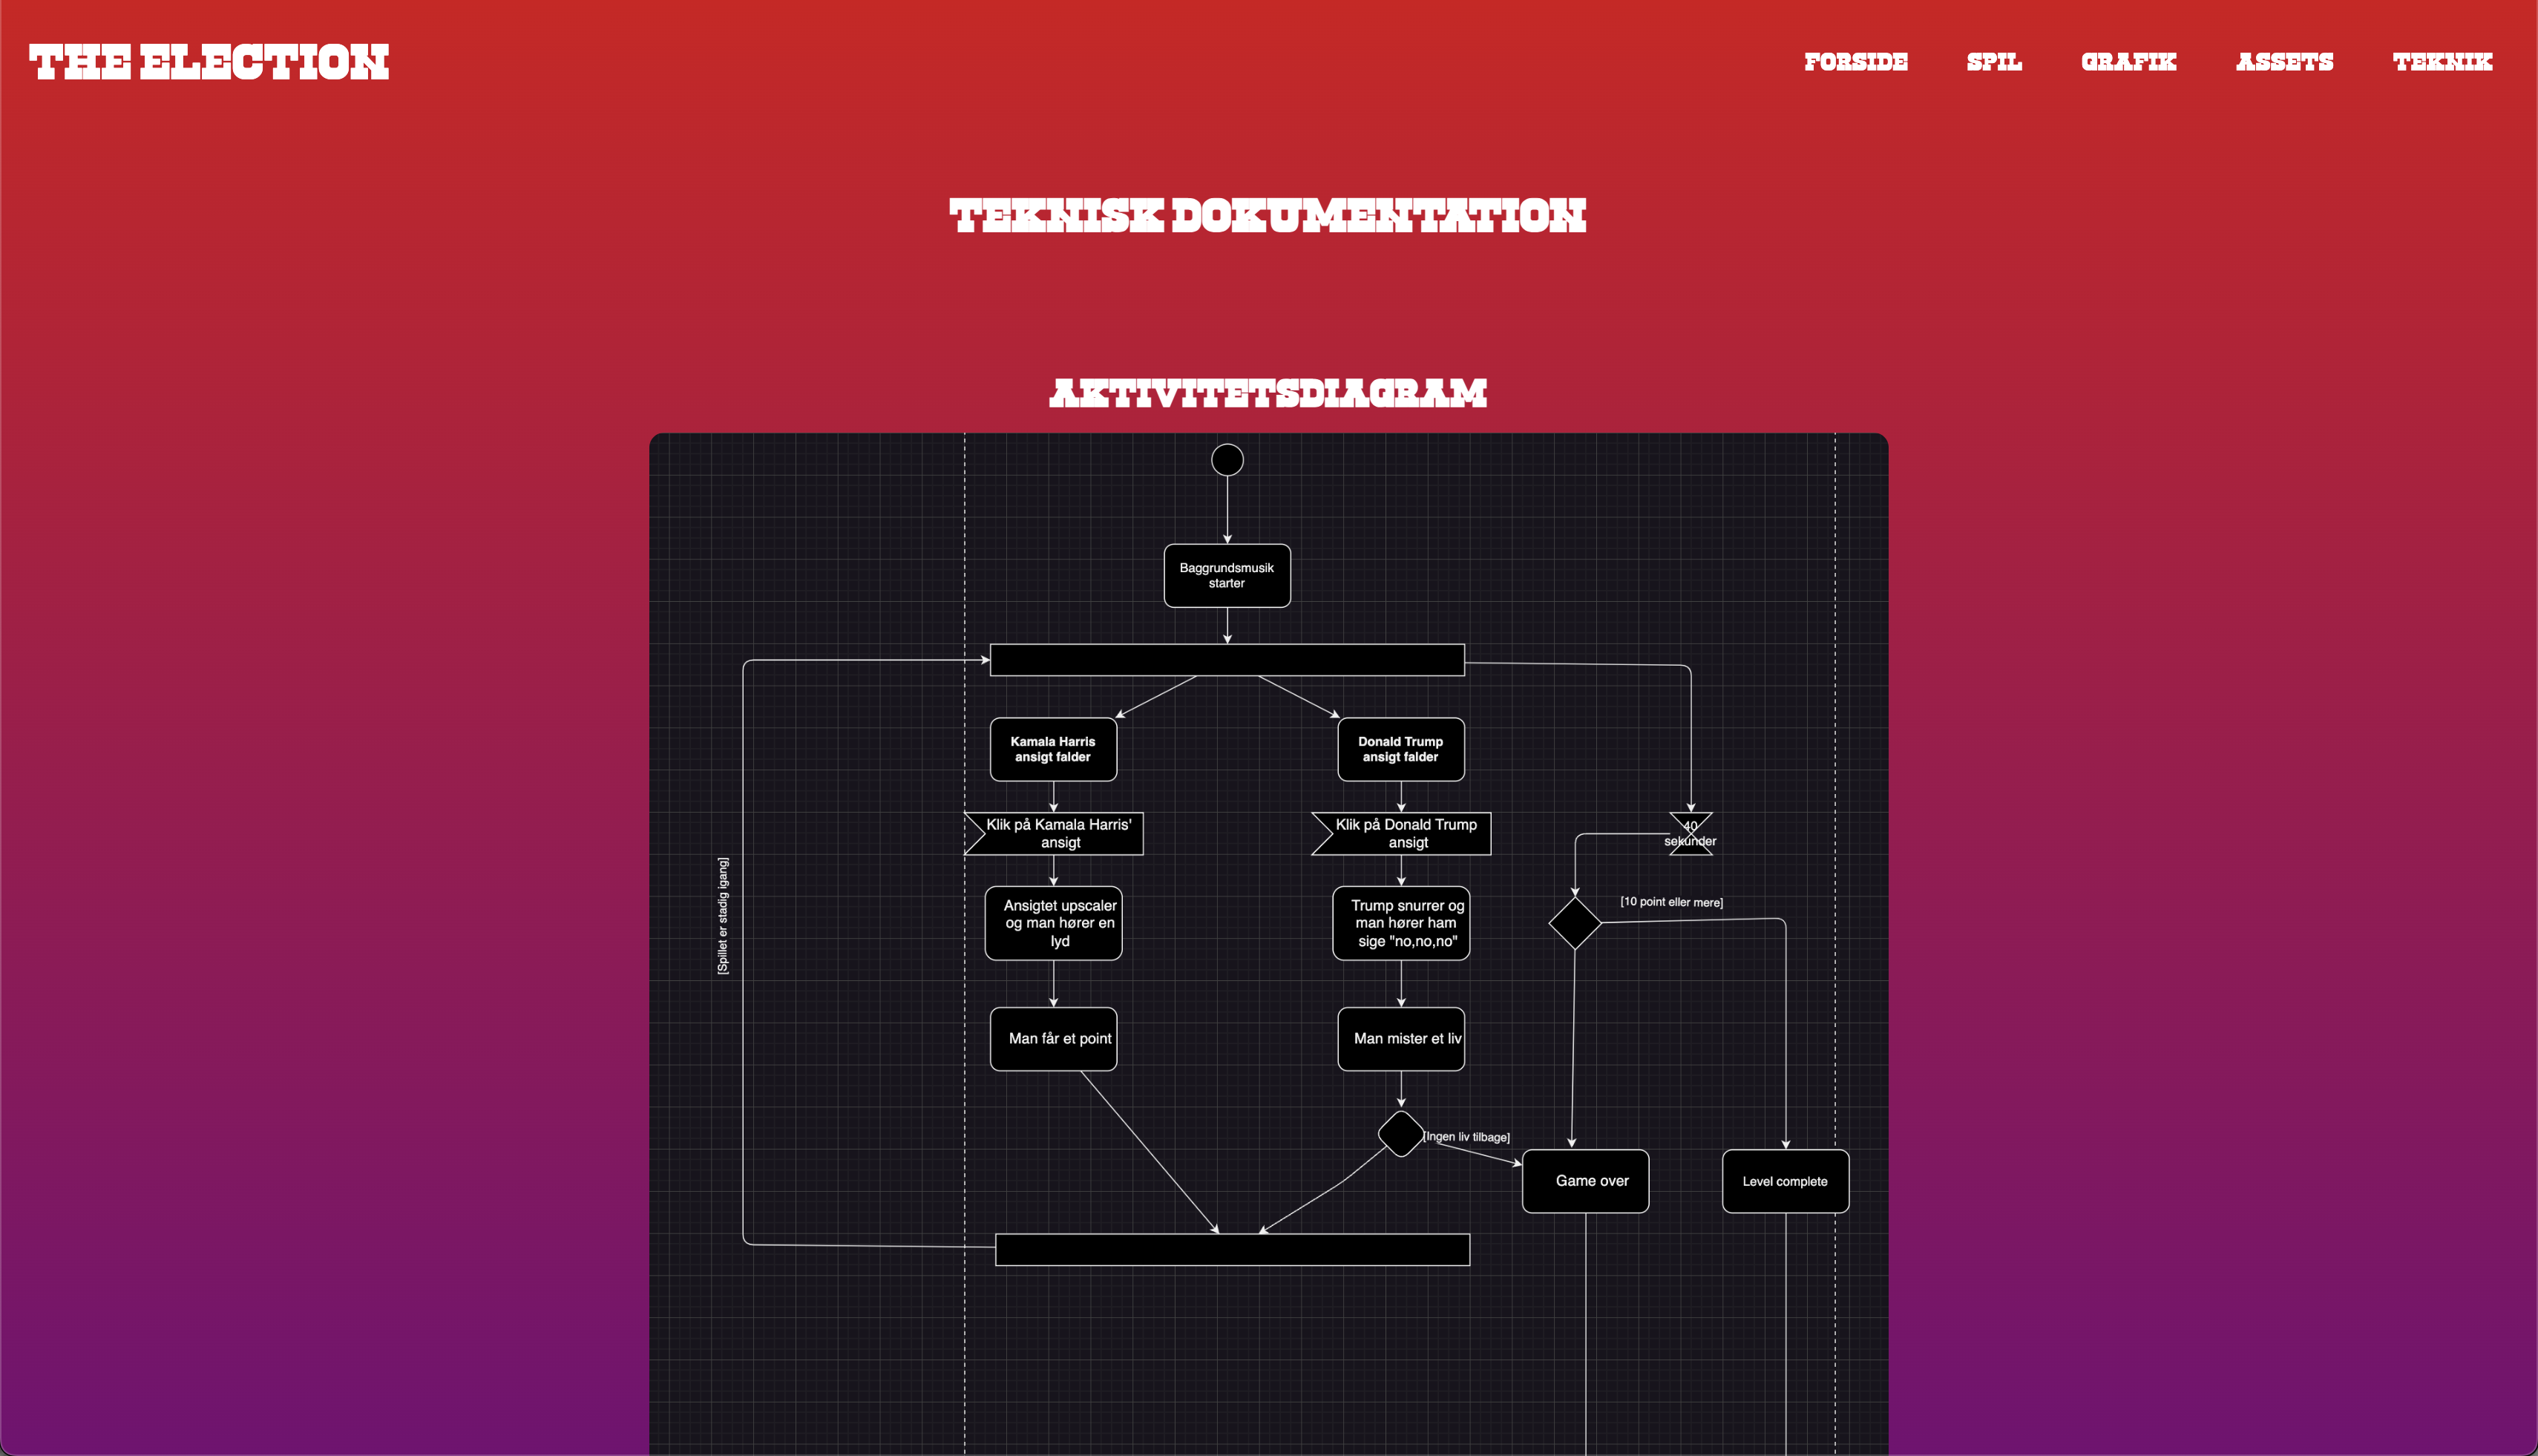 THE ELECTION
FORSIDE
SPIL
GRAFIK
ASSETS
TEKNIK
TEKNISK DOKUMENTATION
AKTIVITETSDIAGRAM
Baggrundsmusik
starter
Kamala Harris
ansigt falder
Donald Trump
ansigt falder
Klik på Kamala Harris'
ansigt
Klik på Donald Trump
ansigt
40
sekunder
[Spillet er stadig igang]
Ansigtet upscaler
og man hører en
lyd
Trump snurrer og
man hører ham
sige "no,no,no"
[10 point eller mere]
Man får et point
Man mister et liv
[Ingen liv tilbage]
Game over
Level complete